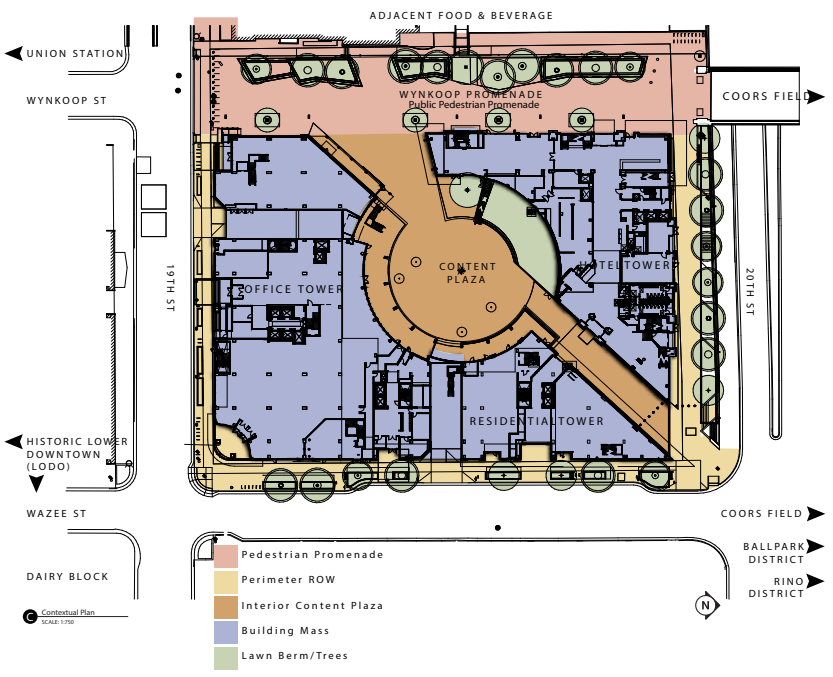 ADJACENT FOOD & BEVERAGE
UNION STATION
WYNKOOP ST
WYNKOOP PROMENADE
Public Pedestrian Promenade
COORS FIELD
19TH ST
CONTENT
PLAZA
OFFICE TOWER
HOTEL TOWER
20TH ST
RESIDENTIAL TOWER
HISTORIC LOWER
DOWNTOWN
(LODO)
WAZEE ST
COORS FIELD
BALLPARK
DISTRICT
RINO
DISTRICT
DAIRY BLOCK
Pedestrian Promenade
Perimeter ROW
Interior Content Plaza
Building Mass
Lawn Berm/Trees
C Contextual Plan
SCALE: 1:750
N